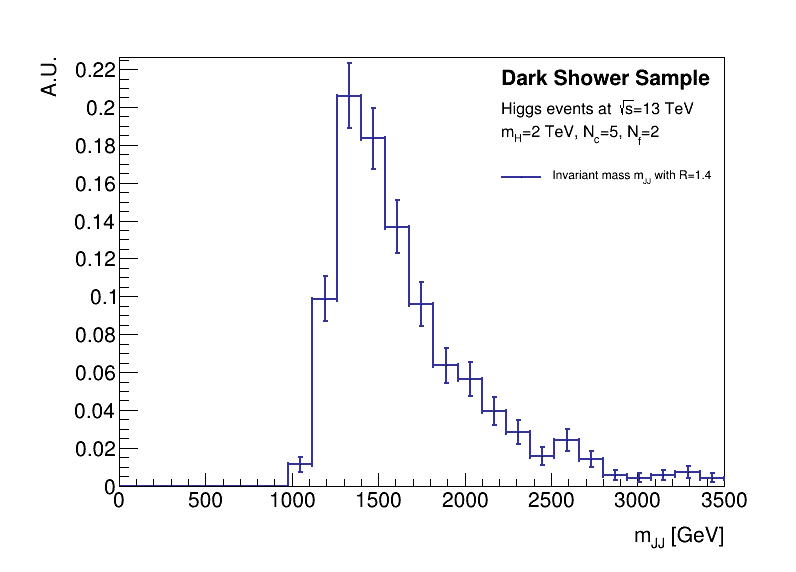 A.U.
0.22
0.2
0.18
0.16
0.14
0.12
0.1
0.08
0.06
0.04
0.02
0
Dark Shower Sample
Higgs events at √s=13 TeV
m_H=2 TeV, N_c=5, N_f=2
Invariant mass m_JJ with R=1.4
0 500 1000 1500 2000 2500 3000 3500
m_JJ [GeV]